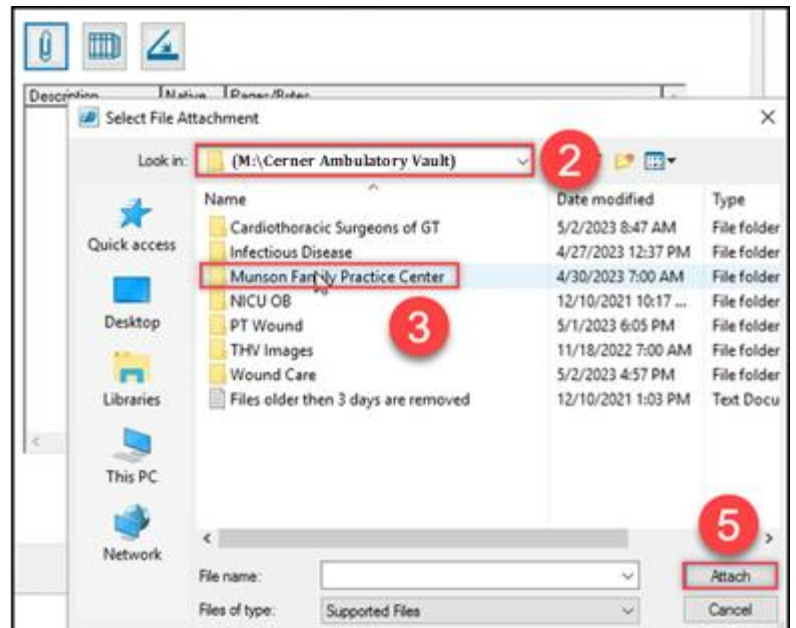 Description Native Pages/Bytes
Select File Attachment
Look in: (M:\Cerner Ambulatory Vault) 2
Name Date modified Type
Quick access
Desktop
Libraries
This PC
Network
Cardiothoracic Surgeons of GT 5/2/2023 8:47 AM File folder
Infectious Disease 4/27/2023 12:37 PM File folder
Munson Family Practice Center 4/30/2023 7:00 AM File folder
NICU OB 12/10/2021 10:17 ... File folder
PT Wound 5/1/2023 6:05 PM File folder
3
THV Images 11/18/2022 7:00 AM File folder
Wound Care 5/2/2023 4:57 PM File folder
Files older then 3 days are removed 12/10/2021 1:03 PM Text Docu
5
File name: Attach
Files of type: Supported Files Cancel